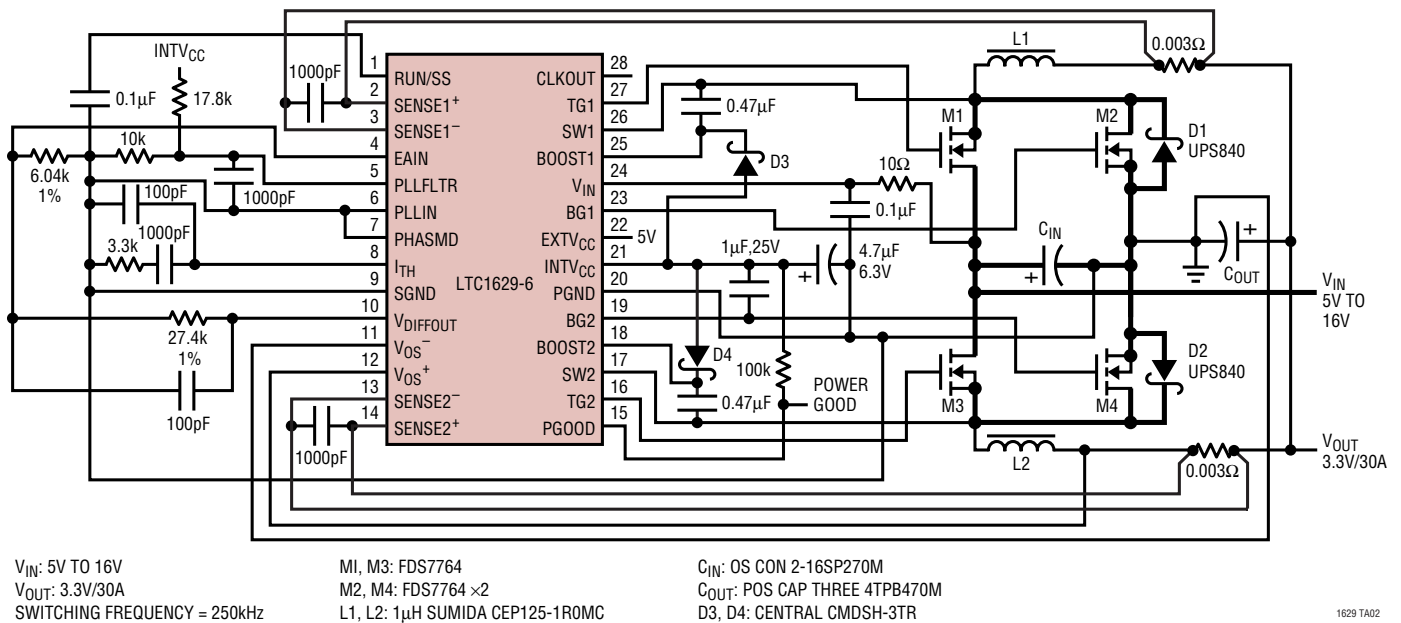 INTVCC
0.1µF
17.8k
10k
6.04k
1%
100pF
1000pF
1000pF
3.3k
27.4k
1%
100pF
1000pF
1000pF
LTC1629-6
1 RUN/SS
2 SENSE1+
3 SENSE1–
4 EAIN
5 PLLFLTR
6 PLLIN
7 PHASMD
8 ITH
9 SGND
10 VDIFFOUT
11 VOS–
12 VOS+
13 SENSE2–
14 SENSE2+
28 CLKOUT
27 TG1
26 SW1
25 BOOST1
24 VIN
23 BG1
22 EXTVCC
21 INTVCC
20 PGND
19 BG2
18 BOOST2
17 SW2
16 TG2
15 PGOOD
0.47µF
D3
10Ω
0.1µF
5V
1µF,25V
+
4.7µF
6.3V
D4
100k
0.47µF
POWER
GOOD
L1
0.003Ω
M1
M2
D1
UPS840
CIN
+
+
COUT
VIN
5V TO
16V
M3
M4
D2
UPS840
L2
0.003Ω
VOUT
3.3V/30A
VIN: 5V TO 16V
VOUT: 3.3V/30A
SWITCHING FREQUENCY = 250kHz
MI, M3: FDS7764
M2, M4: FDS7764 ×2
L1, L2: 1µH SUMIDA CEP125-1R0MC
CIN: OS CON 2-16SP270M
COUT: POS CAP THREE 4TPB470M
D3, D4: CENTRAL CMDSH-3TR
1629 TA02